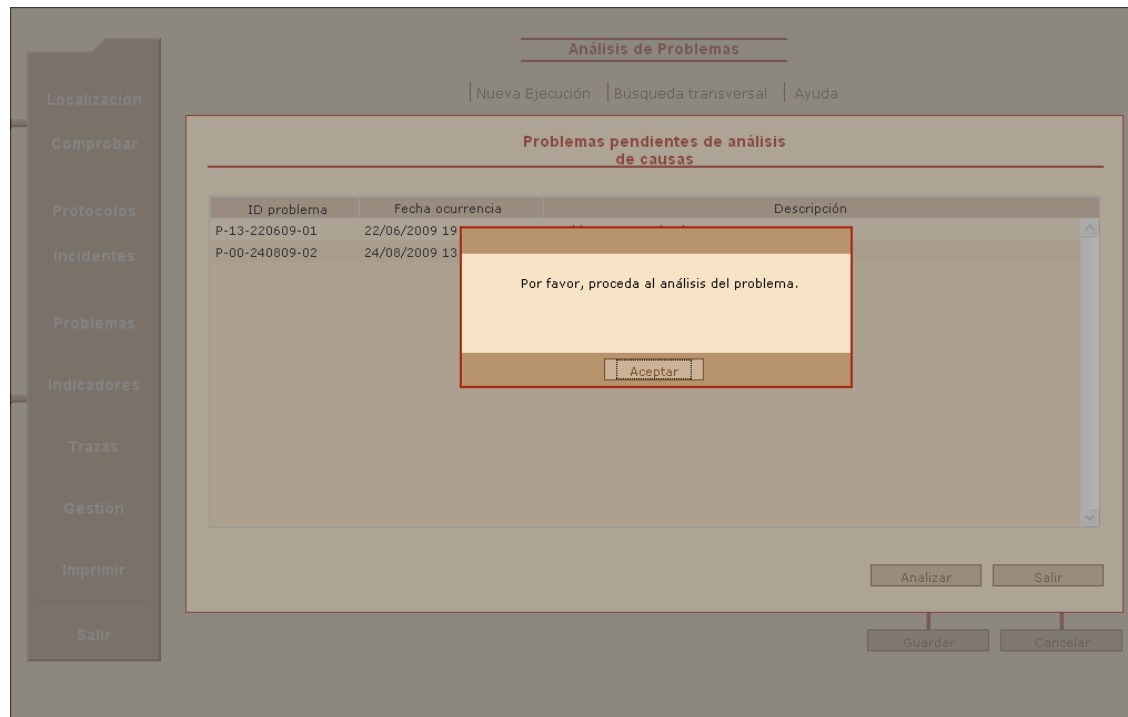 Análisis de Problemas
Nueva Ejecución Búsqueda transversal Ayuda
Localización
Comprobar
Protocolos
Incidentes
Problemas
Indicadores
Trazas
Gestión
Imprimir
Salir
Problemas pendientes de análisis
de causas
ID problema Fecha ocurrencia Descripción
P-13-220609-01 22/06/2009 19
P-00-240809-02 24/08/2009 13
Por favor, proceda al análisis del problema.
Aceptar
Analizar Salir
Guardar Cancelar